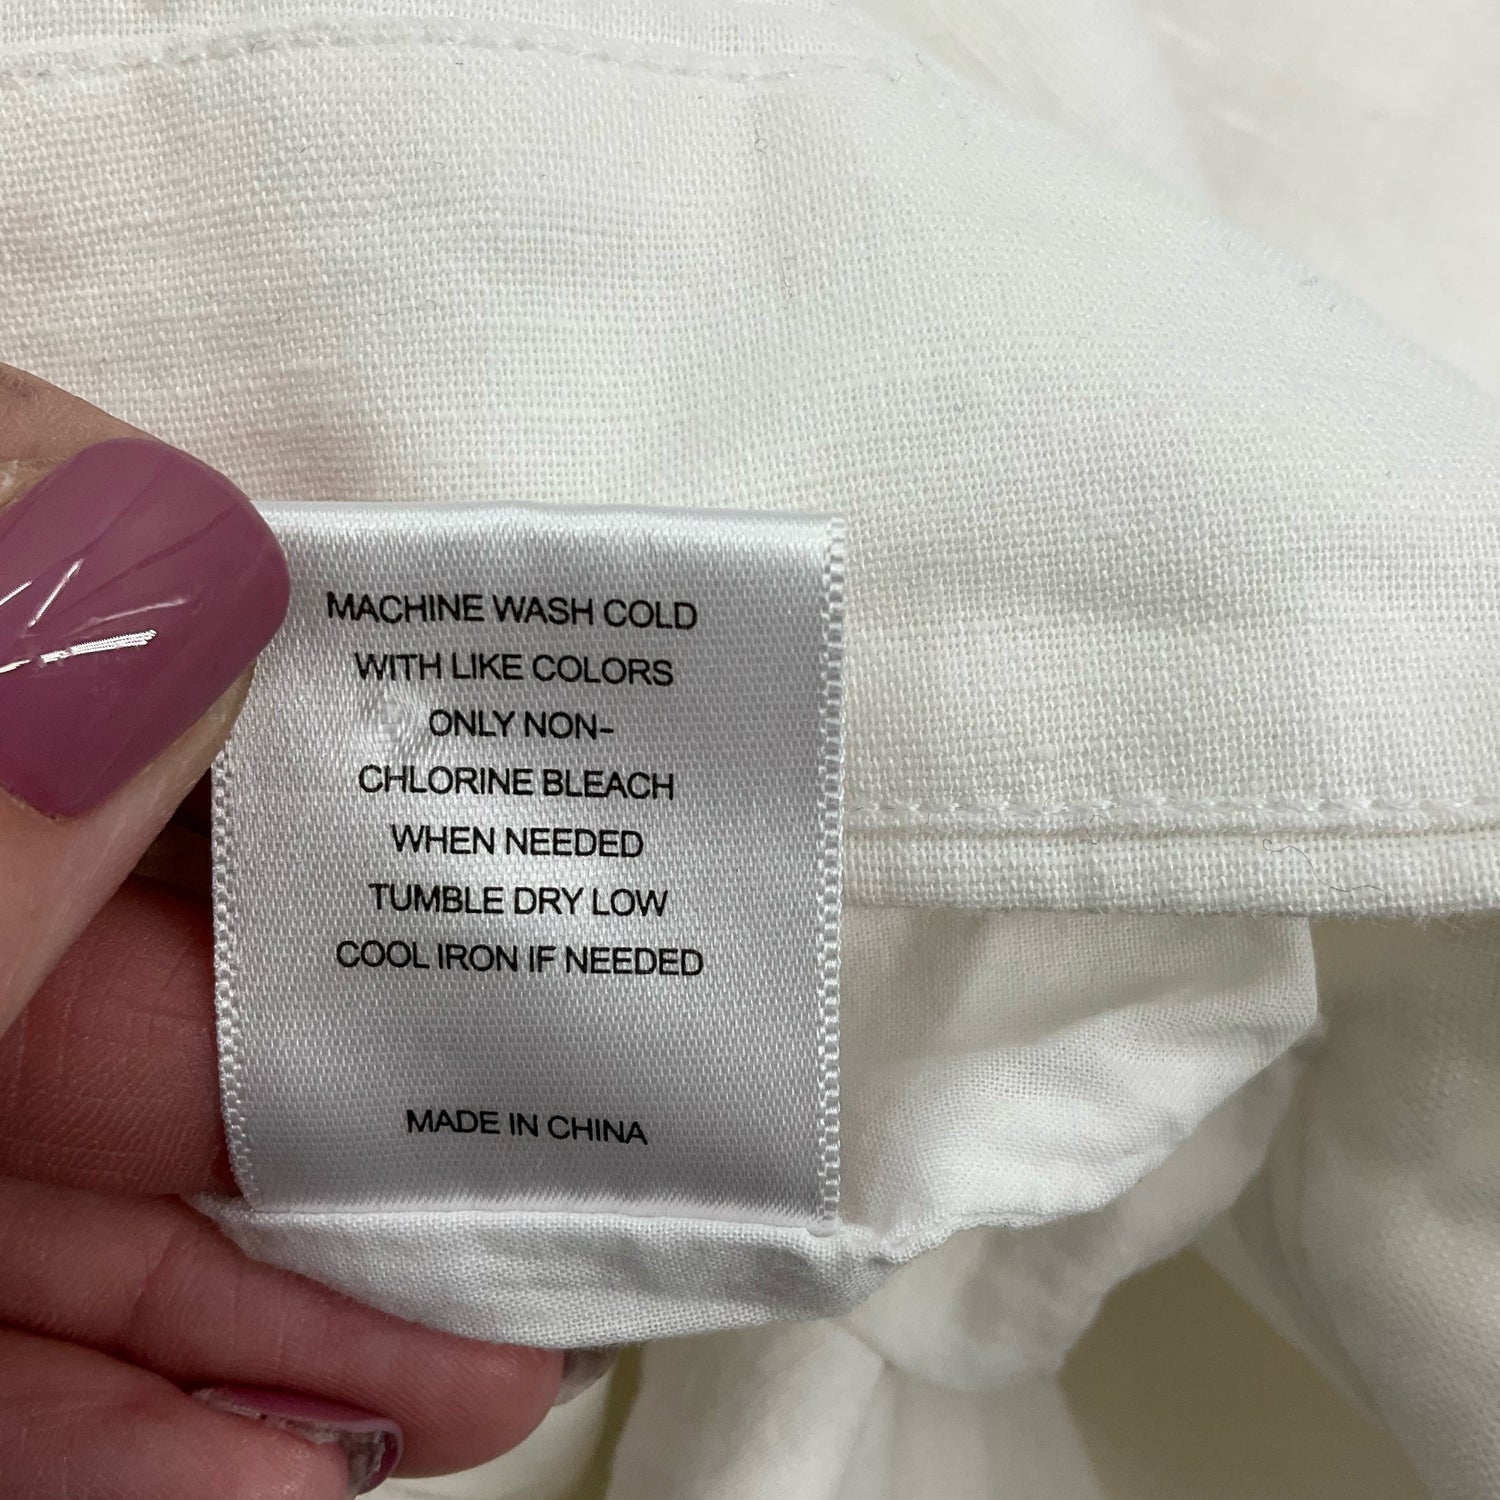 MACHINE WASH COLD
WITH LIKE COLORS
ONLY NON-
CHLORINE BLEACH
WHEN NEEDED
TUMBLE DRY LOW
COOL IRON IF NEEDED
MADE IN CHINA